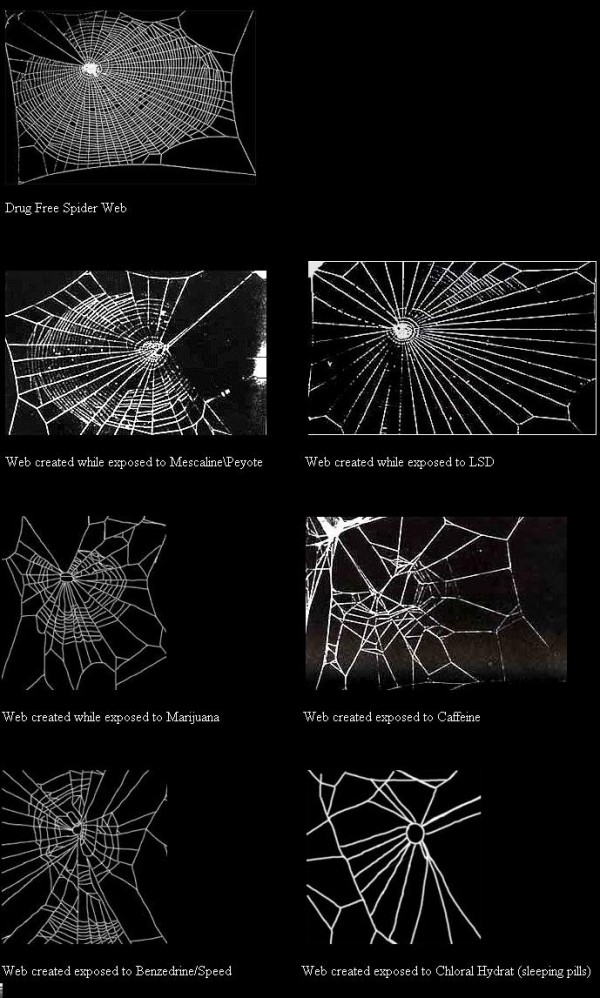 Drug Free Spider Web
Web created while exposed to Mescaline\Peyote
Web created while exposed to LSD
Web created while exposed to Marijuana
Web created exposed to Caffeine
Web created exposed to Benzedrine/Speed
Web created exposed to Chloral Hydrat (sleeping pills)